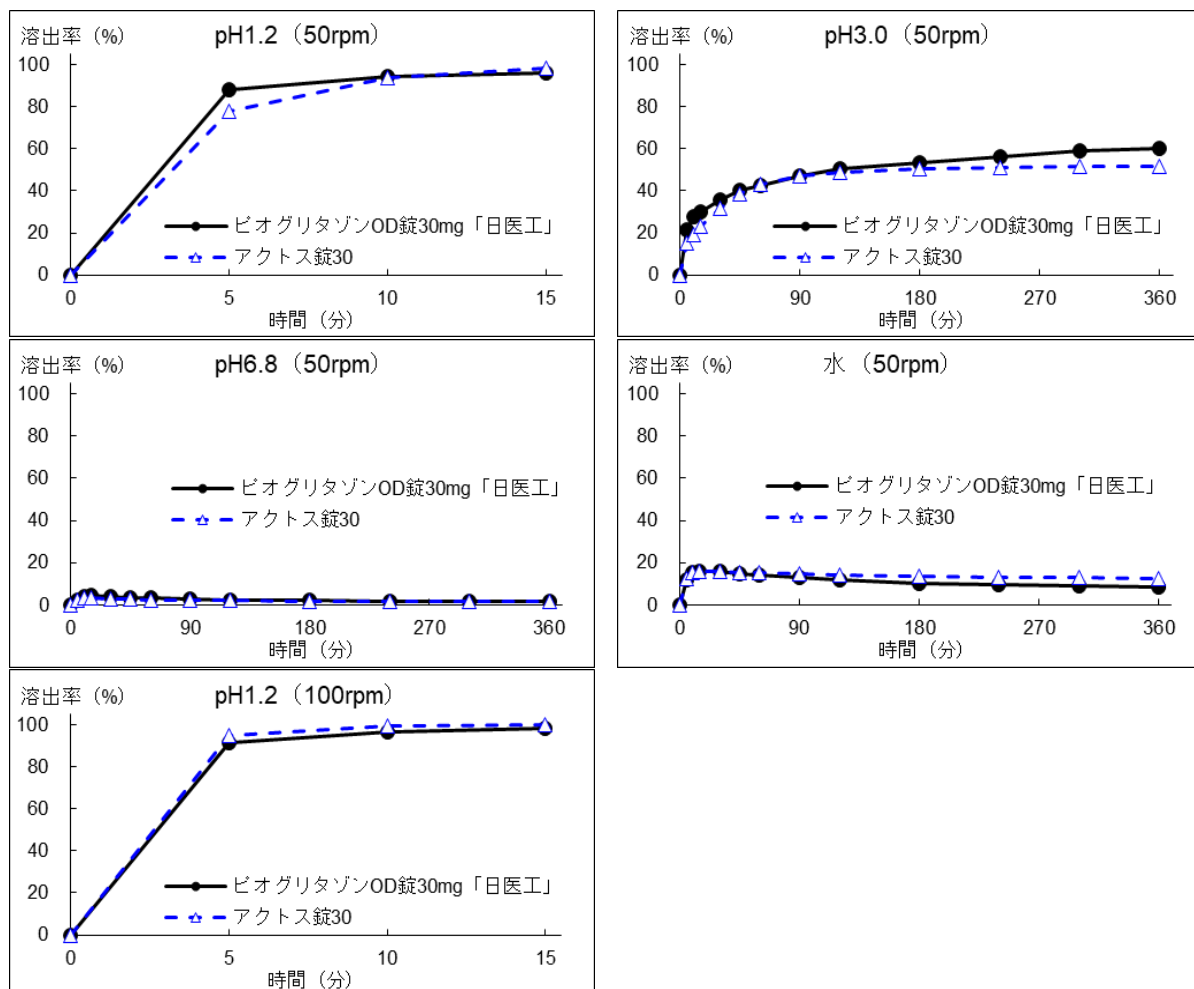 溶出率（%） pH1.2（50rpm）
100
80
60
40
20
0
ピオグリタゾンOD錠30mg「日医工」
アクトス錠30
0 5 10 15
時間（分）
溶出率（%） pH3.0（50rpm）
100
80
60
40
20
0
ピオグリタゾンOD錠30mg「日医工」
アクトス錠30
0 90 180 270 360
時間（分）
溶出率（%） pH6.8（50rpm）
100
80
60
40
20
0
ピオグリタゾンOD錠30mg「日医工」
アクトス錠30
0 90 180 270 360
時間（分）
溶出率（%） 水（50rpm）
100
80
60
40
20
0
ピオグリタゾンOD錠30mg「日医工」
アクトス錠30
0 90 180 270 360
時間（分）
溶出率（%） pH1.2（100rpm）
100
80
60
40
20
0
ピオグリタゾンOD錠30mg「日医工」
アクトス錠30
0 5 10 15
時間（分）